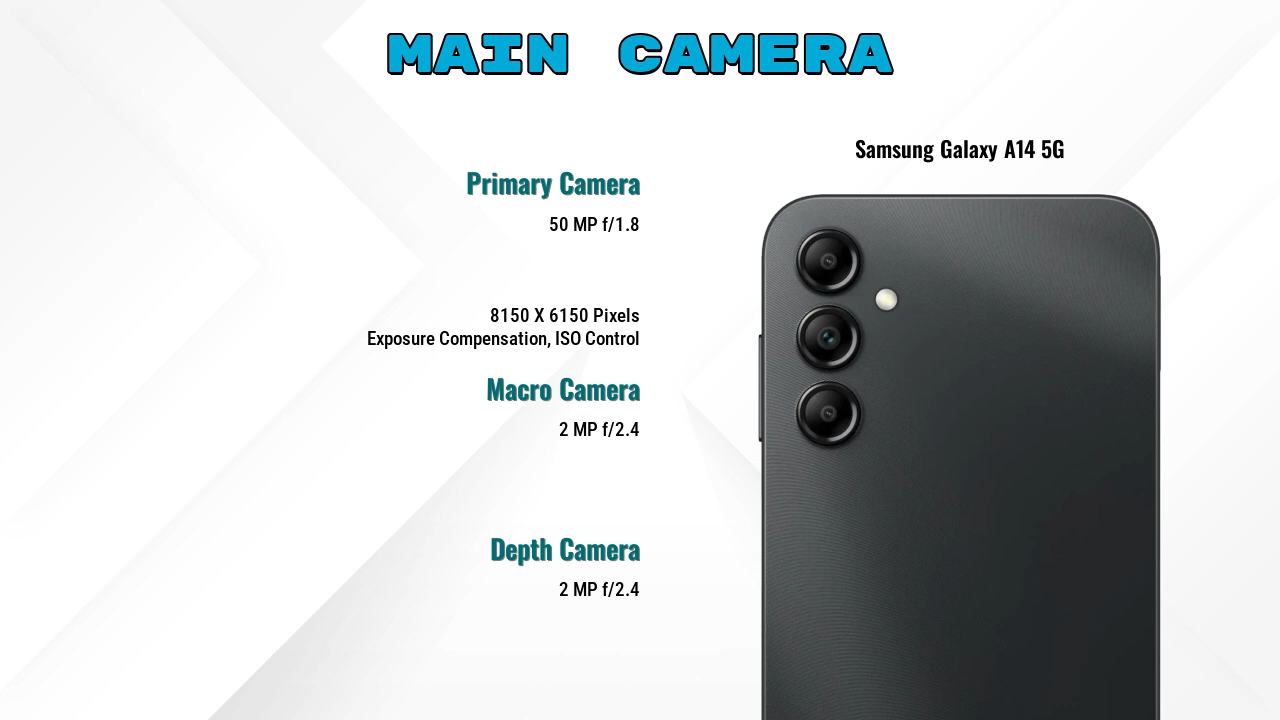 MAIN CAMERA
Samsung Galaxy A14 5G
Primary Camera
50 MP f/1.8
8150 X 6150 Pixels
Exposure Compensation, ISO Control
Macro Camera
2 MP f/2.4
Depth Camera
2 MP f/2.4